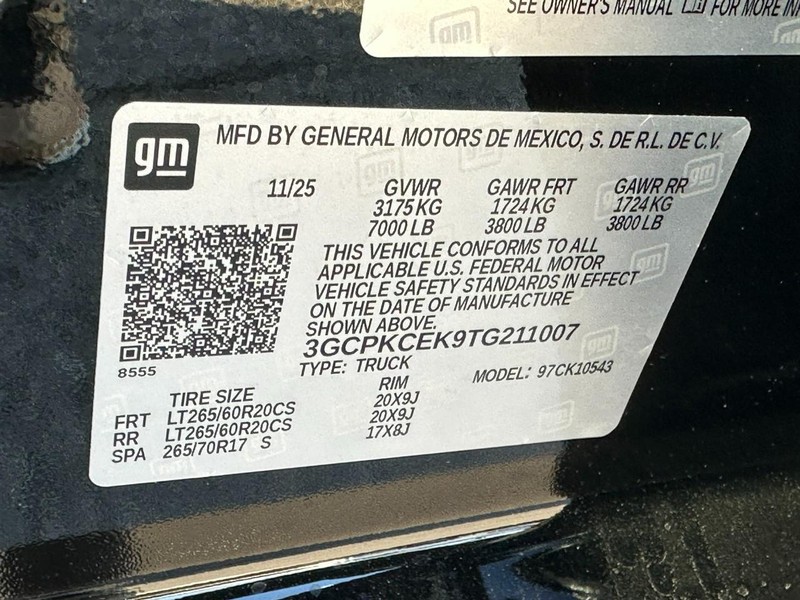 SEE OWNER'S MANUAL FOR MORE
gm
MFD BY GENERAL MOTORS DE MEXICO, S. DE R.L. DE C.V.
11/25 GVWR GAWR FRT GAWR RR
3175 KG 1724 KG 1724 KG
7000 LB 3800 LB 3800 LB
THIS VEHICLE CONFORMS TO ALL
APPLICABLE U.S. FEDERAL MOTOR
VEHICLE SAFETY STANDARDS IN EFFECT
ON THE DATE OF MANUFACTURE
SHOWN ABOVE.
3GCPKCEK9TG211007
8555
TYPE: TRUCK MODEL: 97CK10543
TIRE SIZE RIM
FRT LT265/60R20CS 20X9J
RR LT265/60R20CS 20X9J
SPA 265/70R17 S 17X8J